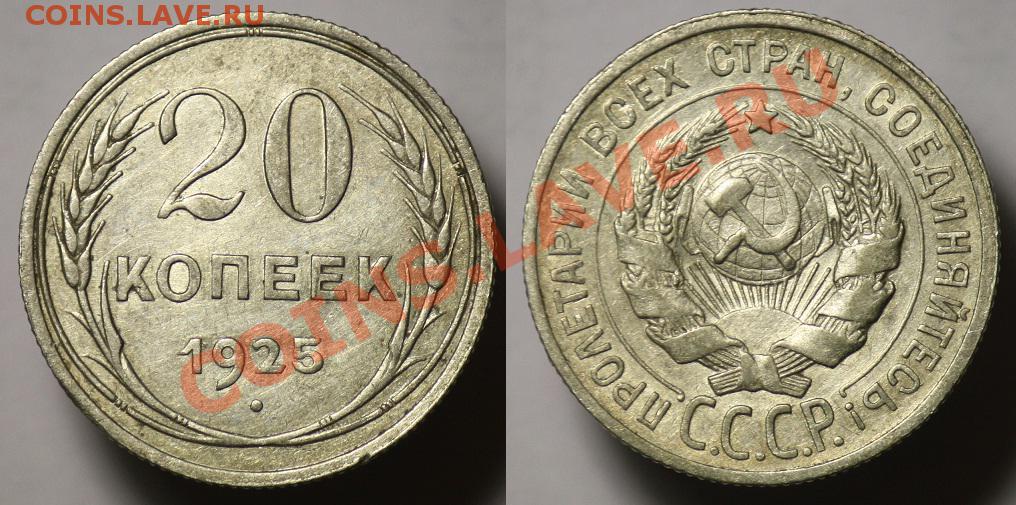 COINS.LAVE.RU
20
КОПЕЕК
1925
COINS.LAVE.RU
ПРОЛЕТАРИИ ВСЕХ СТРАН, СОЕДИНЯЙТЕСЬ!
С.С.С.Р.